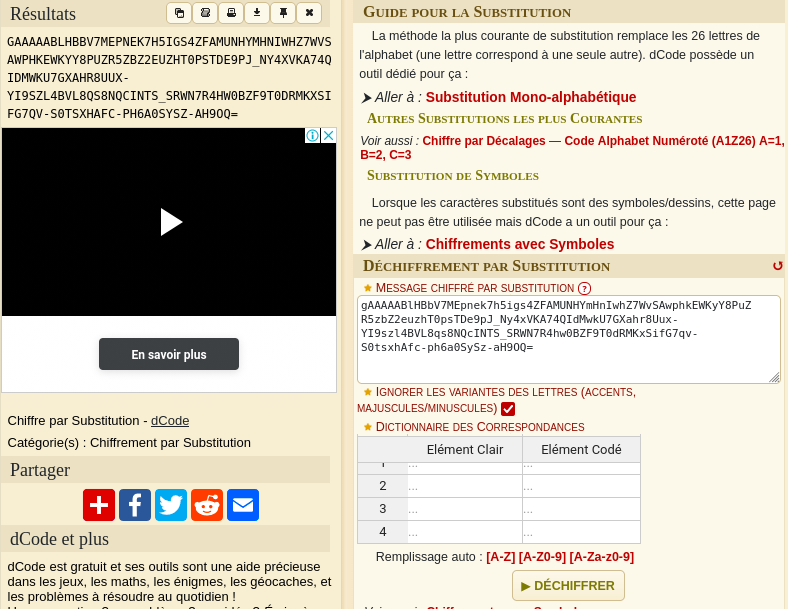 Résultats
GAAAAABLHBBV7MEPNEK7H5IGS4ZFAMUNHYMHNIWHZ7WVS
AWPHKEWKYY8PUZR5ZBZ2EUZHT0PSTDE9PJ_NY4XVKA74Q
IDMWKU7GXAHR8UUX-
YI9SZL4BVL8QS8NQCINTS_SRWN7R4HW0BZF9T0DRMKXSI
FG7QV-S0TSXHAFC-PH6A0SYSZ-AH9OQ=
En savoir plus
Chiffre par Substitution - dCode
Catégorie(s) : Chiffrement par Substitution
Partager
dCode et plus
dCode est gratuit et ses outils sont une aide précieuse
dans les jeux, les maths, les énigmes, les géocaches, et
les problèmes à résoudre au quotidien !
Guide pour la Substitution
La méthode la plus courante de substitution remplace les 26 lettres de
l'alphabet (une lettre correspond à une seule autre). dCode possède un
outil dédié pour ça :
➤ Aller à : Substitution Mono-alphabétique
Autres Substitutions les plus Courantes
Voir aussi : Chiffre par Décalages — Code Alphabet Numéroté (A1Z26) A=1,
B=2, C=3
Substitution de Symboles
Lorsque les caractères substitués sont des symboles/dessins, cette page
ne peut pas être utilisée mais dCode a un outil pour ça :
➤ Aller à : Chiffrements avec Symboles
Déchiffrement par Substitution ↺
★ Message chiffré par substitution ?
gAAAAABlHBbV7MEpnek7h5igs4ZFAMUNHYmHnIwhZ7WvSAwphkEWKyY8PuZ
R5zbZ2euzhT0psTDe9pJ_Ny4xVKA74QIdMwkU7GXahr8Uux-
YI9szl4BVL8qs8NQcINTS_SRWN7R4hw0BZF9T0dRMKxSifG7qv-
S0tsxhAfc-ph6a0SySz-aH9OQ=
★ Ignorer les variantes des lettres (accents,
majuscules/minuscules)
★ Dictionnaire des Correspondances
Elément Clair Elément Codé
1 ... ...
2 ... ...
3 ... ...
4 ... ...
Remplissage auto : [A-Z] [A-Z0-9] [A-Za-z0-9]
▶ DÉCHIFFRER